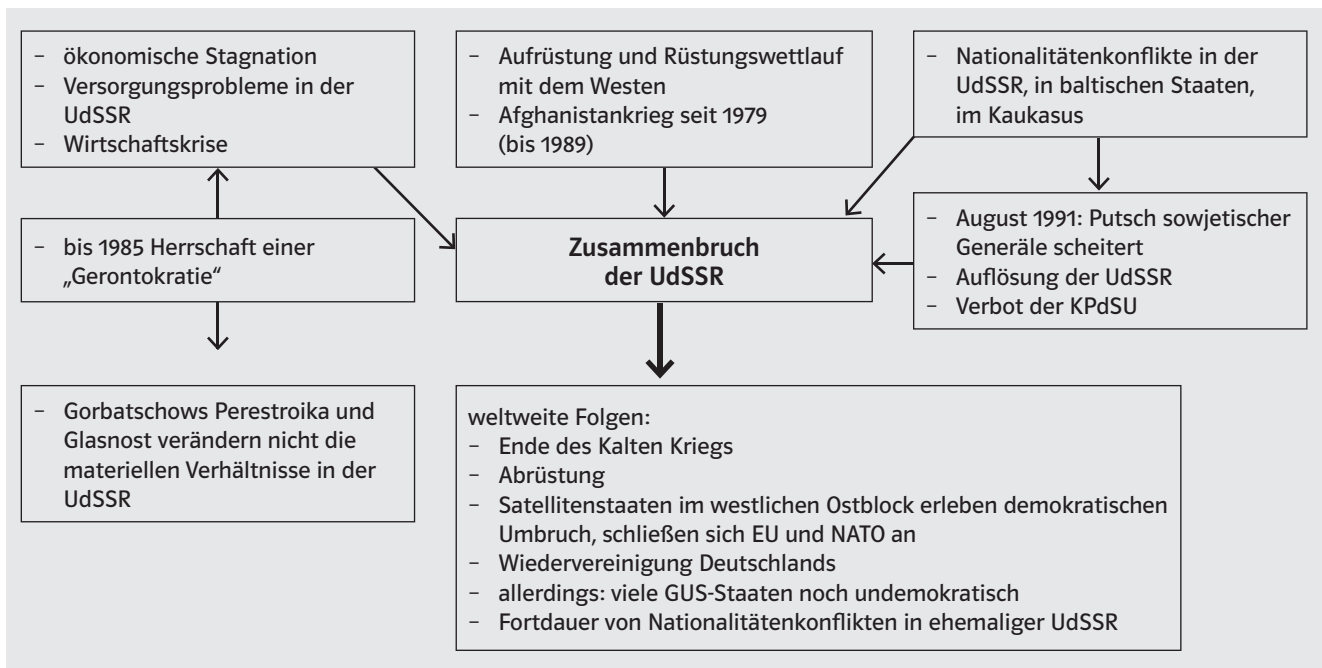 – ökonomische Stagnation
– Versorgungsprobleme in der
UdSSR
– Wirtschaftskrise
– Aufrüstung und Rüstungswettlauf
mit dem Westen
– Afghanistankrieg seit 1979
(bis 1989)
– Nationalitätenkonflikte in der
UdSSR, in baltischen Staaten,
im Kaukasus
– bis 1985 Herrschaft einer
„Gerontokratie“
Zusammenbruch
der UdSSR
– August 1991: Putsch sowjetischer
Generäle scheitert
– Auflösung der UdSSR
– Verbot der KPdSU
– Gorbatschows Perestroika und
Glasnost verändern nicht die
materiellen Verhältnisse in der
UdSSR
weltweite Folgen:
– Ende des Kalten Kriegs
– Abrüstung
– Satellitenstaaten im westlichen Ostblock erleben demokratischen
Umbruch, schließen sich EU und NATO an
– Wiedervereinigung Deutschlands
– allerdings: viele GUS-Staaten noch undemokratisch
– Fortdauer von Nationalitätenkonflikten in ehemaliger UdSSR